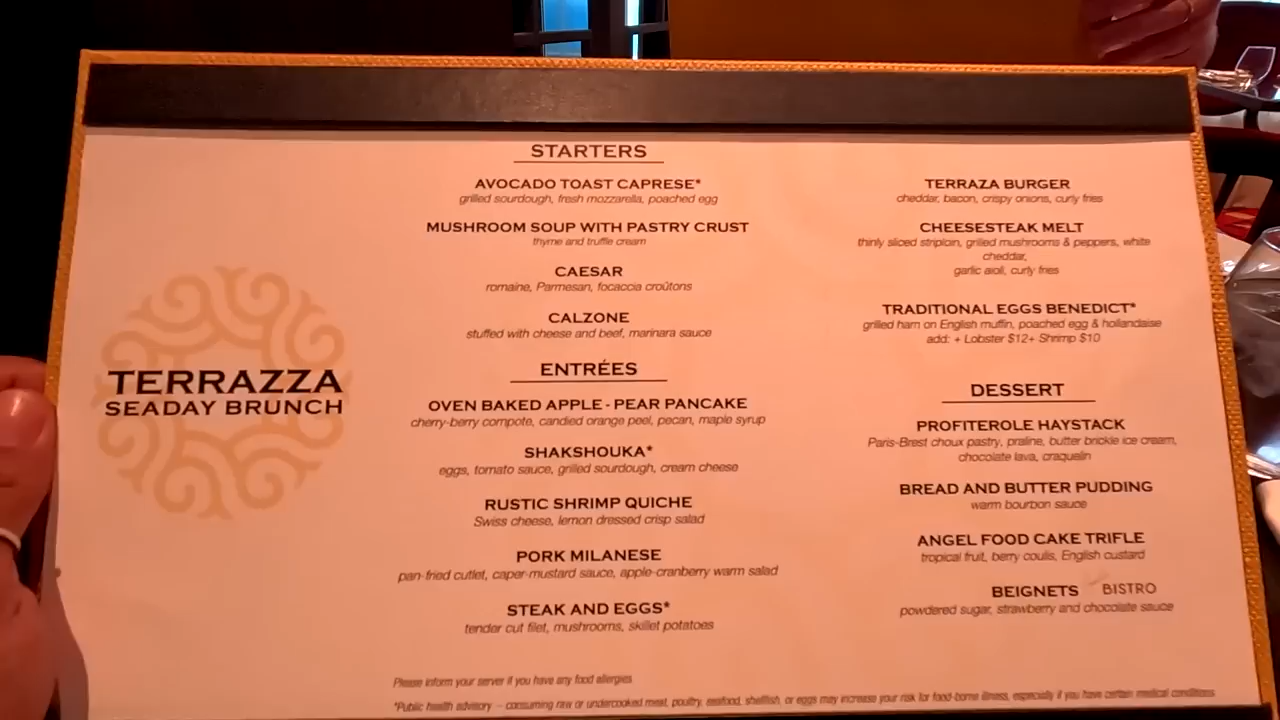 TERRAZZA
SEADAY BRUNCH
STARTERS
AVOCADO TOAST CAPRESE*
grilled sourdough, fresh mozzarella, poached egg
MUSHROOM SOUP WITH PASTRY CRUST
thyme and truffle cream
CAESAR
romaine, Parmesan, focaccia croûtons
CALZONE
stuffed with cheese and beef, marinara sauce
ENTRÉES
OVEN BAKED APPLE - PEAR PANCAKE
cherry-berry compote, candied orange peel, pecan, maple syrup
SHAKSHOUKA*
eggs, tomato sauce, grilled sourdough, cream cheese
RUSTIC SHRIMP QUICHE
Swiss cheese, lemon dressed crisp salad
PORK MILANESE
pan-fried cutlet, caper-mustard sauce, apple-cranberry warm salad
STEAK AND EGGS*
tender cut filet, mushrooms, skillet potatoes
TERRAZA BURGER
cheddar, bacon, crispy onions, curly fries
CHEESESTEAK MELT
thinly sliced striploin, grilled mushrooms & peppers, white
cheddar,
garlic aioli, curly fries
TRADITIONAL EGGS BENEDICT*
grilled ham on English muffin, poached egg & hollandaise
add: + Lobster $12+ Shrimp $10
DESSERT
PROFITEROLE HAYSTACK
Paris-Brest choux pastry, praline, butter brickle ice cream,
chocolate lava, craquelin
BREAD AND BUTTER PUDDING
warm bourbon sauce
ANGEL FOOD CAKE TRIFLE
tropical fruit, berry coulis, English custard
BEIGNETS BISTRO
powdered sugar, strawberry and chocolate sauce
Please inform your server if you have any food allergies
*Public health advisory – consuming raw or undercooked meat, poultry, seafood, shellfish, or eggs may increase your risk for food-borne illness, especially if you have certain medical conditions